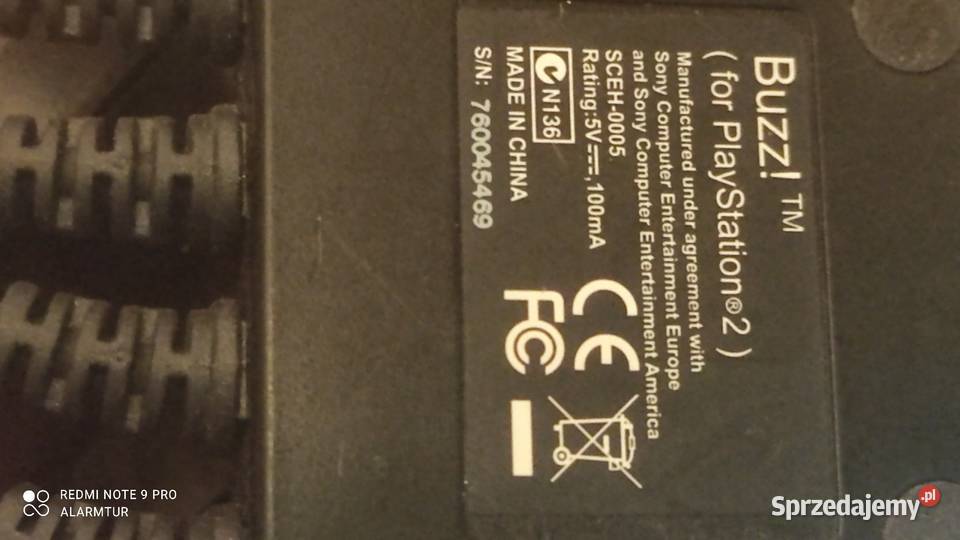 Buzz! ™
( for PlayStation®2 )
Manufactured under agreement with
Sony Computer Entertainment Europe
and Sony Computer Entertainment America
SCEH-0005
Rating:5V⎓,100mA
N136
MADE IN CHINA
S/N: 760045469
CE
FC
REDMI NOTE 9 PRO
ALARMTUR
Sprzedajemy.pl